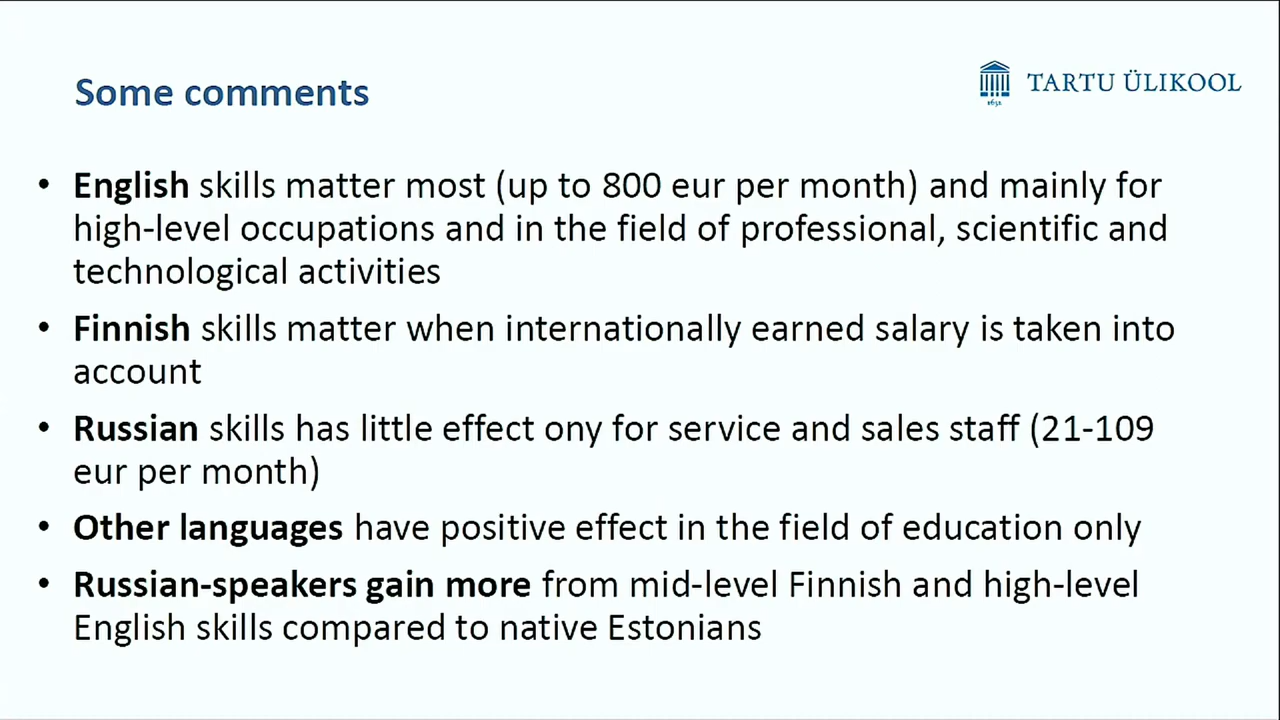 Some comments
TARTU ÜLIKOOL
1632
• English skills matter most (up to 800 eur per month) and mainly for
high-level occupations and in the field of professional, scientific and
technological activities
• Finnish skills matter when internationally earned salary is taken into
account
• Russian skills has little effect ony for service and sales staff (21-109
eur per month)
• Other languages have positive effect in the field of education only
• Russian-speakers gain more from mid-level Finnish and high-level
English skills compared to native Estonians